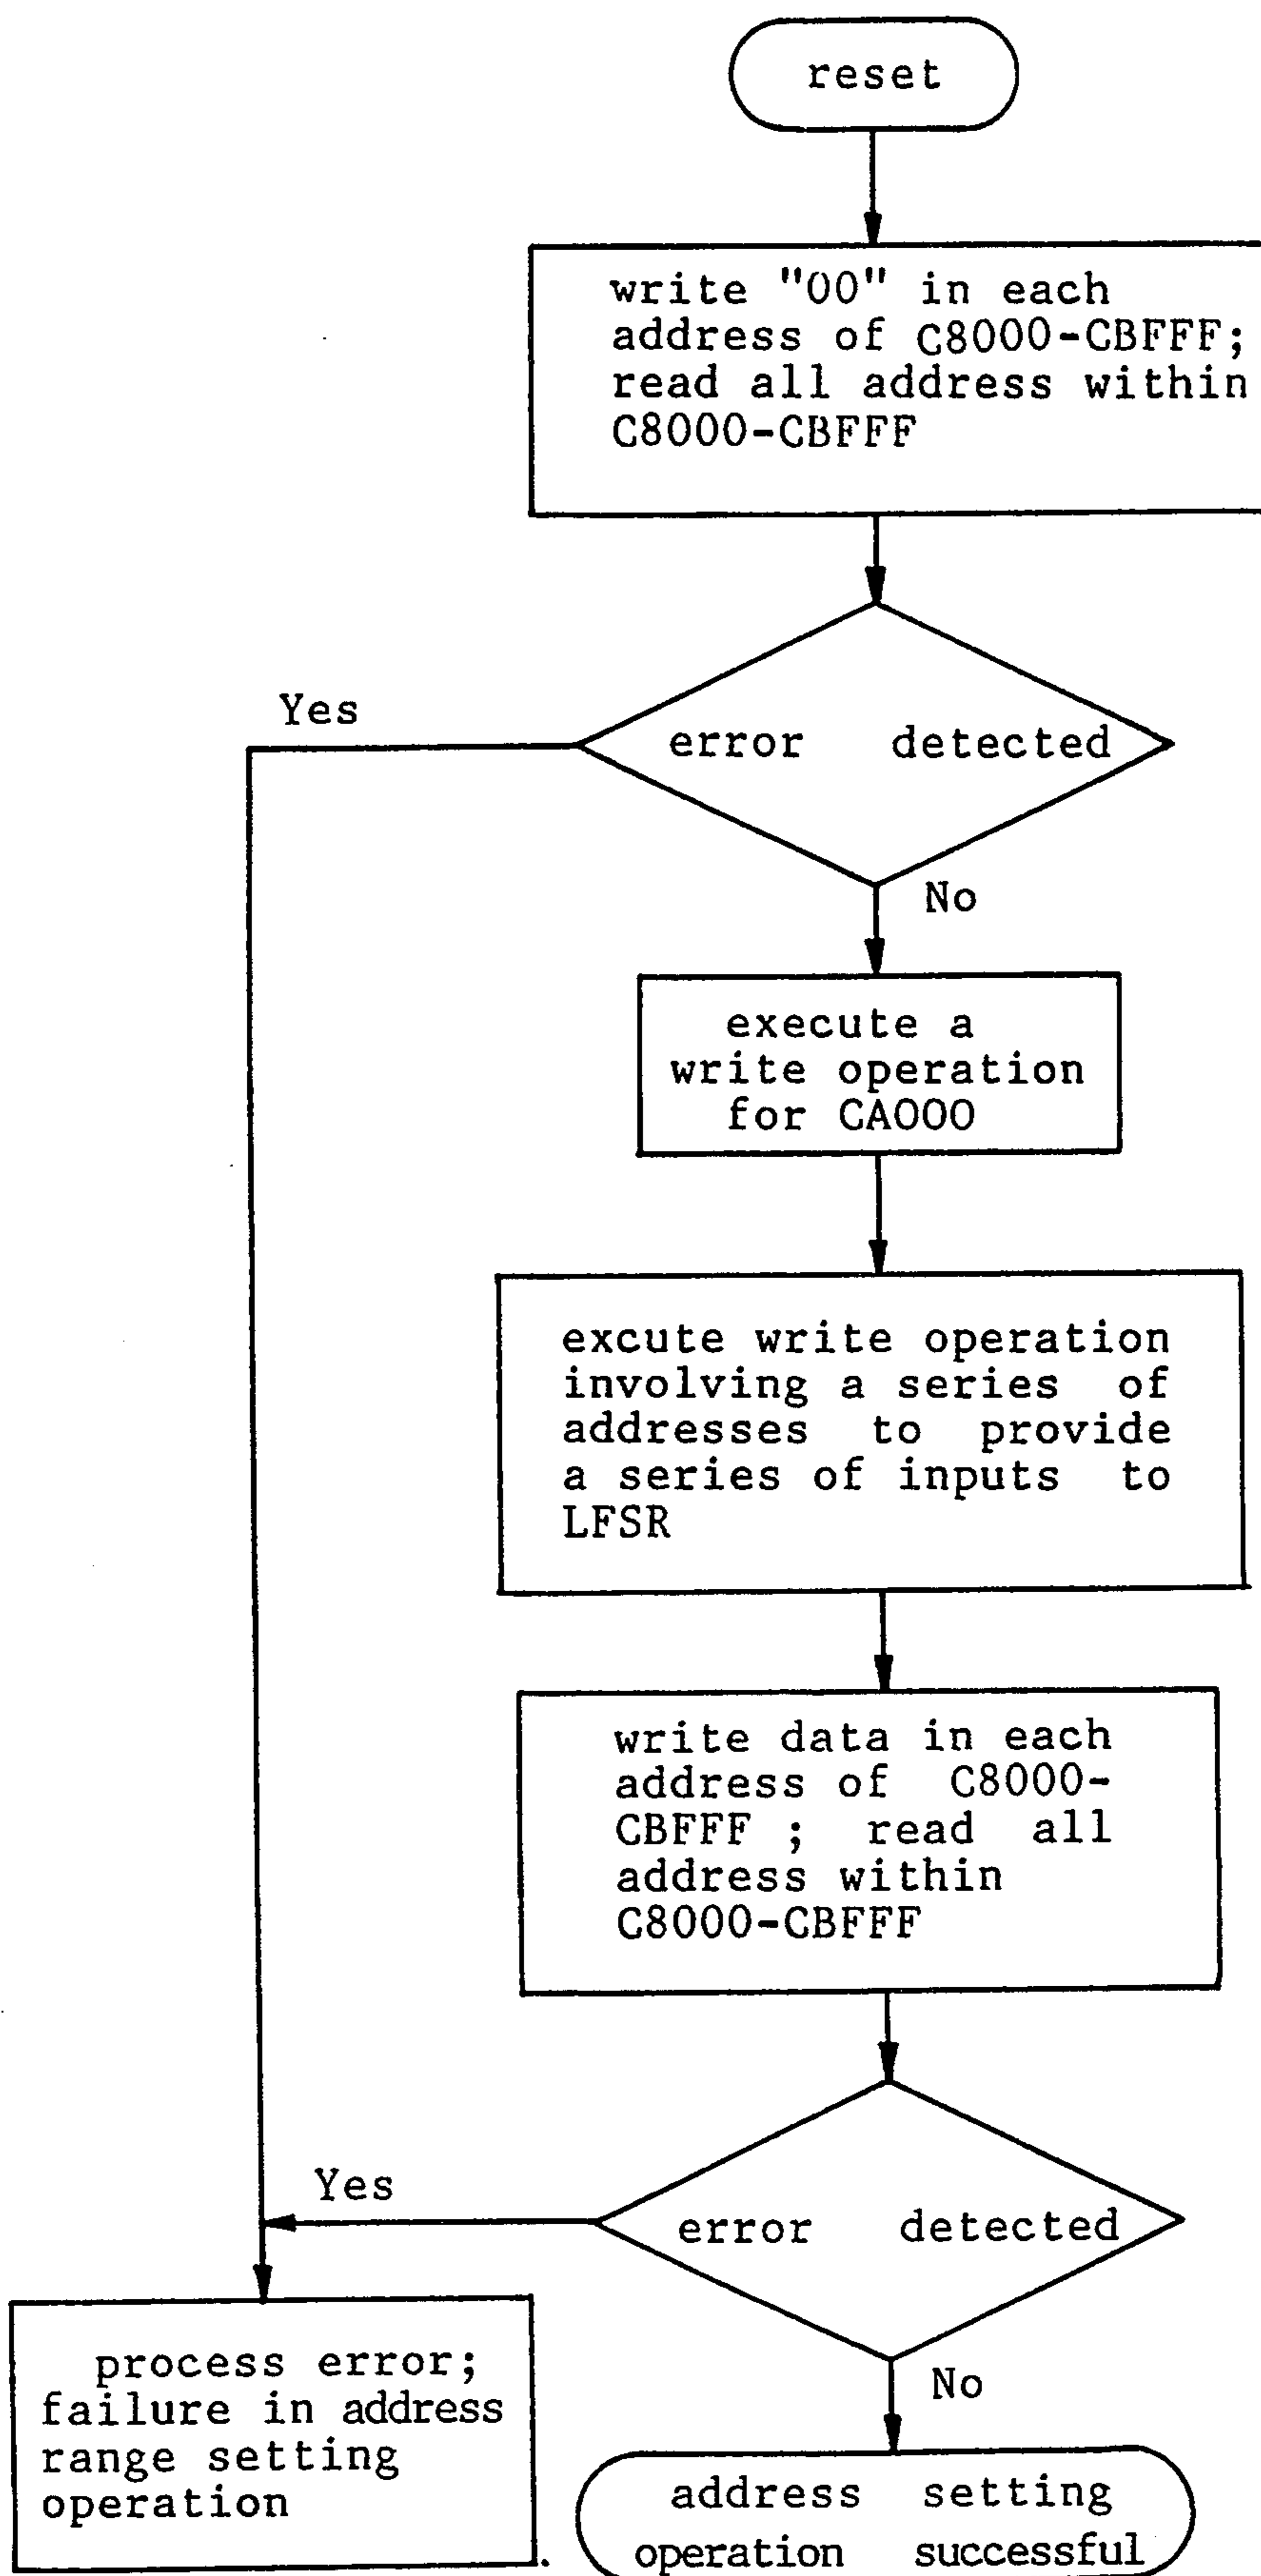 reset
write "00" in each
address of C8000-CBFFF;
read all address within
C8000-CBFFF
Yes
error detected
No
execute a
write operation
for CA000
excute write operation
involving a series of
addresses to provide
a series of inputs to
LFSR
write data in each
address of C8000-
CBFFF ; read all
address within
C8000-CBFFF
Yes
error detected
No
process error;
failure in address
range setting
operation
address setting
operation successful